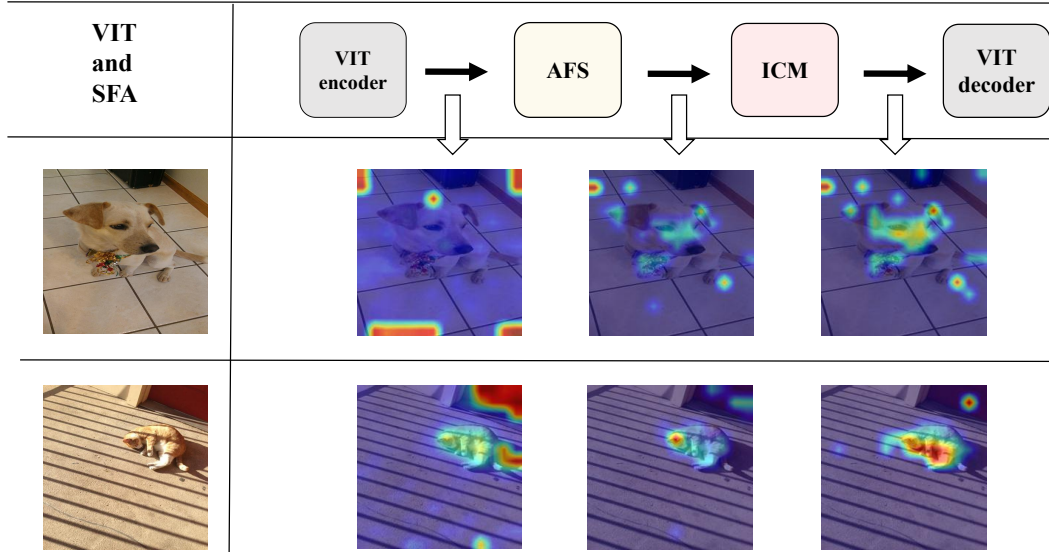 VIT
and
SFA
VIT
encoder
AFS
ICM
VIT
decoder